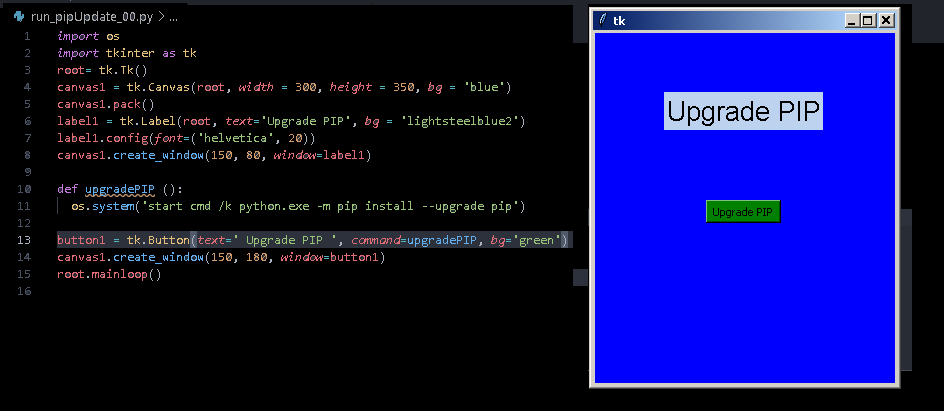 run_pipUpdate_00.py > ...
1 import os
2 import tkinter as tk
3 root= tk.Tk()
4 canvas1 = tk.Canvas(root, width = 300, height = 350, bg = 'blue')
5 canvas1.pack()
6 label1 = tk.Label(root, text='Upgrade PIP', bg = 'lightsteelblue2')
7 label1.config(font=('helvetica', 20))
8 canvas1.create_window(150, 80, window=label1)
9
10 def upgradePIP ():
11 os.system('start cmd /k python.exe -m pip install --upgrade pip')
12
13 button1 = tk.Button(text=' Upgrade PIP ', command=upgradePIP, bg='green')
14 canvas1.create_window(150, 180, window=button1)
15 root.mainloop()
16
tk
Upgrade PIP
Upgrade PIP